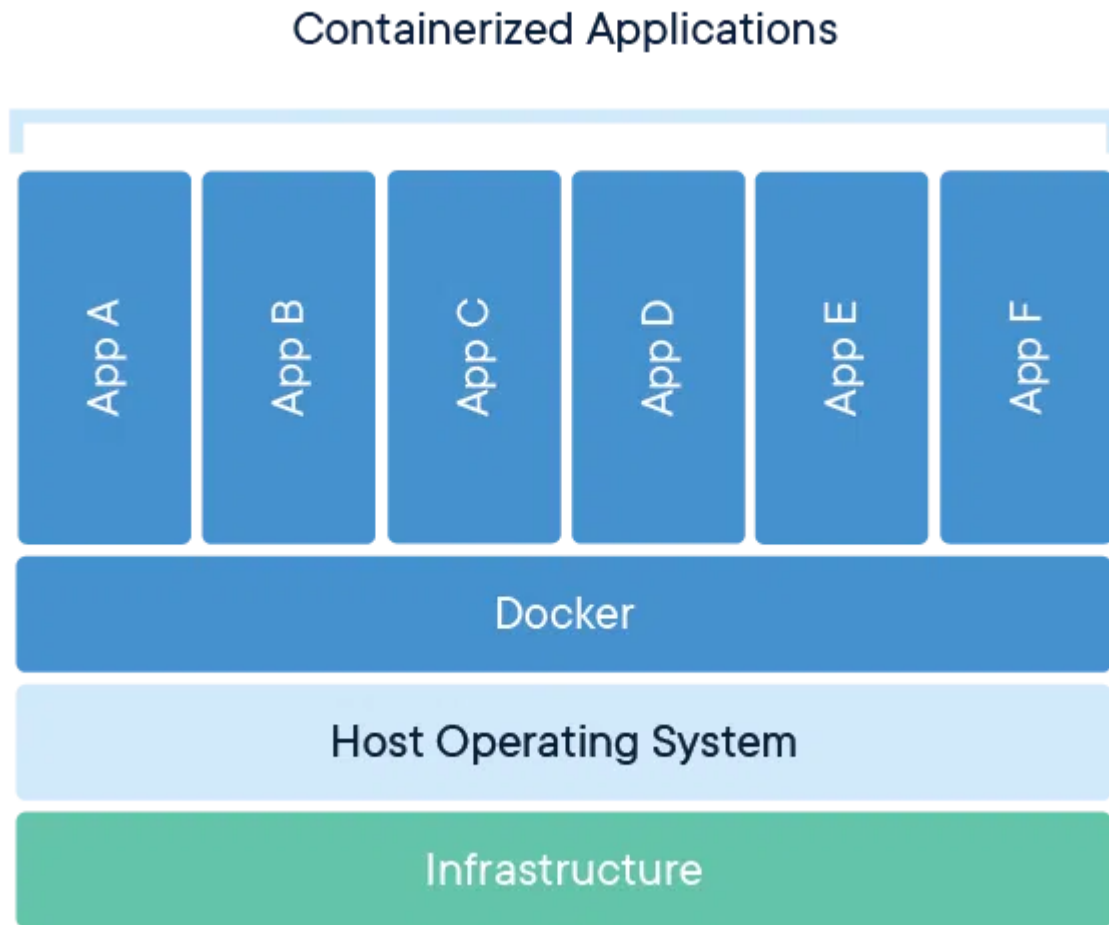 Containerized Applications
App A
App B
App C
App D
App E
App F
Docker
Host Operating System
Infrastructure